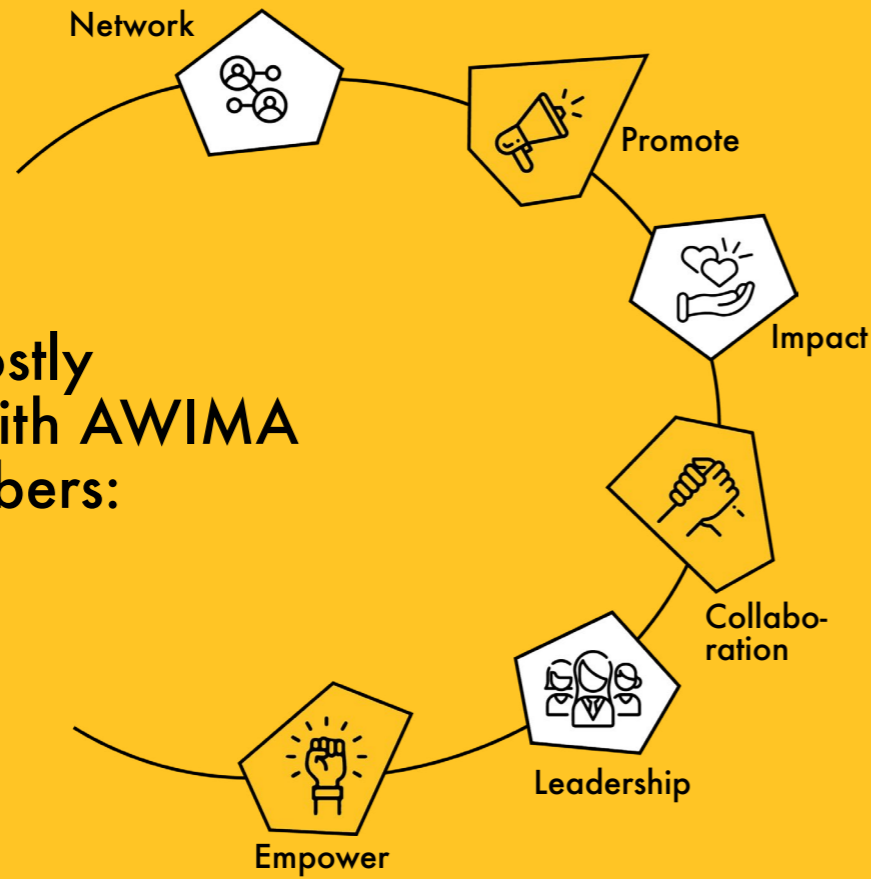 Network
Promote
Impact
ostly
ith AWIMA
bers:
Collabo-
ration
Leadership
Empower